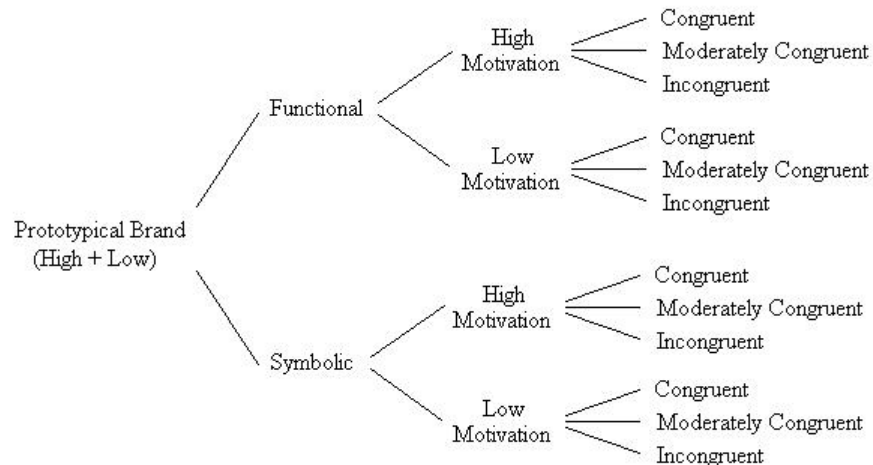 Congruent
High
Motivation
Moderately Congruent
Incongruent
Functional
Congruent
Low
Motivation
Moderately Congruent
Incongruent
Prototypical Brand
(High + Low)
Congruent
High
Motivation
Moderately Congruent
Incongruent
Symbolic
Congruent
Low
Motivation
Moderately Congruent
Incongruent